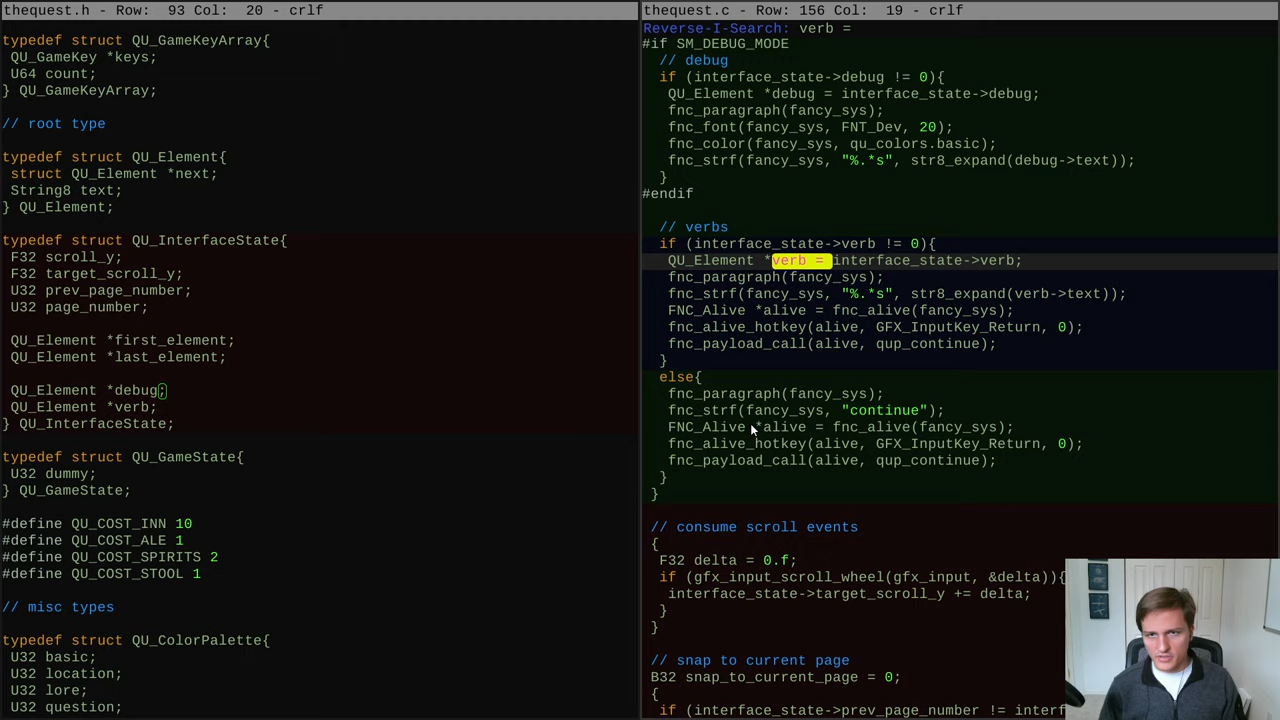 thequest.h - Row:  93 Col:  20 - crlf
typedef struct QU_GameKeyArray{
QU_GameKey *keys;
U64 count;
} QU_GameKeyArray;
// root type
typedef struct QU_Element{
struct QU_Element *next;
String8 text;
} QU_Element;
typedef struct QU_InterfaceState{
F32 scroll_y;
F32 target_scroll_y;
U32 prev_page_number;
U32 page_number;
QU_Element *first_element;
QU_Element *last_element;
QU_Element *debug;
QU_Element *verb;
} QU_InterfaceState;
typedef struct QU_GameState{
U32 dummy;
} QU_GameState;
#define QU_COST_INN 10
#define QU_COST_ALE 1
#define QU_COST_SPIRITS 2
#define QU_COST_STOOL 1
// misc types
typedef struct QU_ColorPalette{
U32 basic;
U32 location;
U32 lore;
U32 question;
thequest.c - Row: 156 Col:  19 - crlf
Reverse-I-Search: verb =
#if SM_DEBUG_MODE
// debug
if (interface_state->debug != 0){
QU_Element *debug = interface_state->debug;
fnc_paragraph(fancy_sys);
fnc_font(fancy_sys, FNT_Dev, 20);
fnc_color(fancy_sys, qu_colors.basic);
fnc_strf(fancy_sys, "%.*s", str8_expand(debug->text));
}
#endif
// verbs
if (interface_state->verb != 0){
QU_Element *verb = interface_state->verb;
fnc_paragraph(fancy_sys);
fnc_strf(fancy_sys, "%.*s", str8_expand(verb->text));
FNC_Alive *alive = fnc_alive(fancy_sys);
fnc_alive_hotkey(alive, GFX_InputKey_Return, 0);
fnc_payload_call(alive, qup_continue);
}
else{
fnc_paragraph(fancy_sys);
fnc_strf(fancy_sys, "continue");
FNC_Alive *alive = fnc_alive(fancy_sys);
fnc_alive_hotkey(alive, GFX_InputKey_Return, 0);
fnc_payload_call(alive, qup_continue);
}
}
// consume scroll events
{
F32 delta = 0.f;
if (gfx_input_scroll_wheel(gfx_input, &delta)){
interface_state->target_scroll_y += delta;
}
}
// snap to current page
B32 snap_to_current_page = 0;
{
if (interface_state->prev_page_number != interf